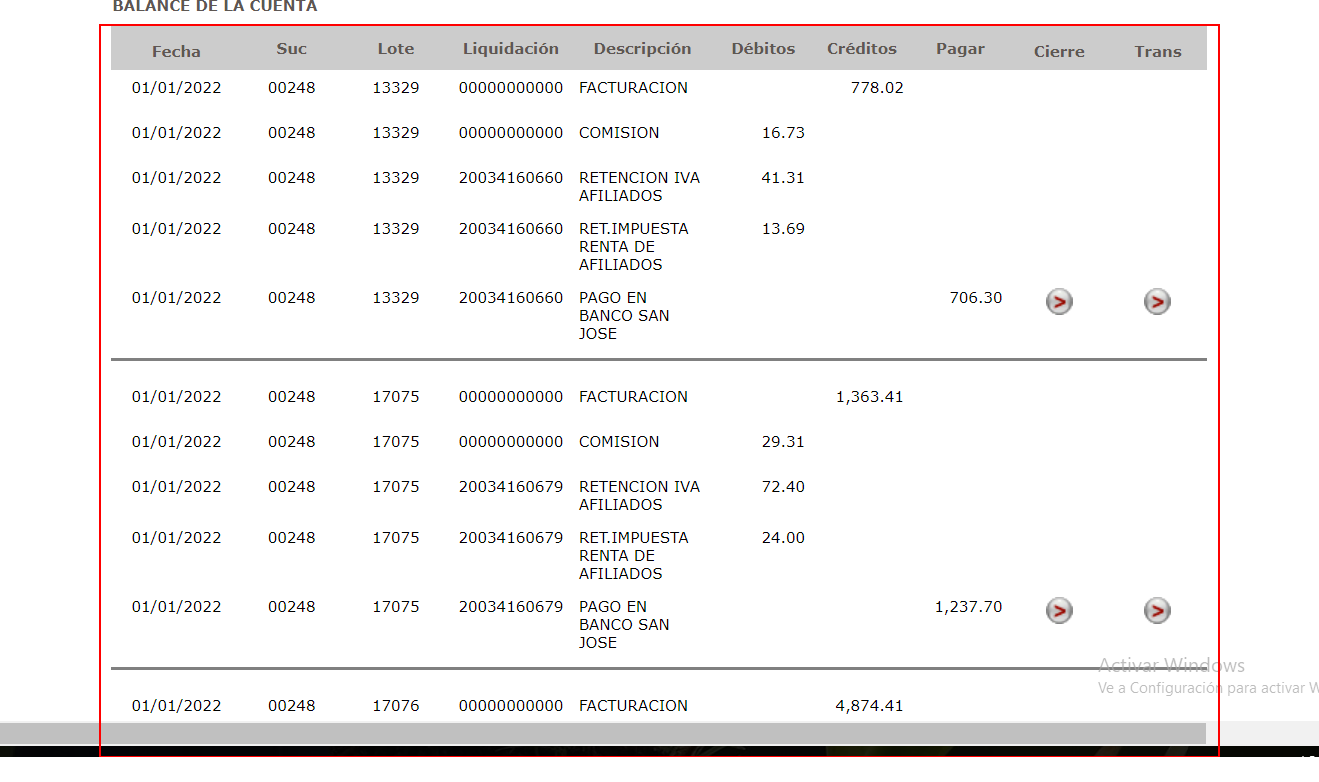 BALANCE DE LA CUENTA
Fecha Suc Lote Liquidación Descripción Débitos Créditos Pagar Cierre Trans
01/01/2022 00248 13329 00000000000 FACTURACION 778.02
01/01/2022 00248 13329 00000000000 COMISION 16.73
01/01/2022 00248 13329 20034160660 RETENCION IVA 41.31
AFILIADOS
01/01/2022 00248 13329 20034160660 RET.IMPUESTA 13.69
RENTA DE
AFILIADOS
01/01/2022 00248 13329 20034160660 PAGO EN 706.30
BANCO SAN
JOSE
01/01/2022 00248 17075 00000000000 FACTURACION 1,363.41
01/01/2022 00248 17075 00000000000 COMISION 29.31
01/01/2022 00248 17075 20034160679 RETENCION IVA 72.40
AFILIADOS
01/01/2022 00248 17075 20034160679 RET.IMPUESTA 24.00
RENTA DE
AFILIADOS
01/01/2022 00248 17075 20034160679 PAGO EN 1,237.70
BANCO SAN
JOSE
Activar Windows
Ve a Configuración para activar W
01/01/2022 00248 17076 00000000000 FACTURACION 4,874.41